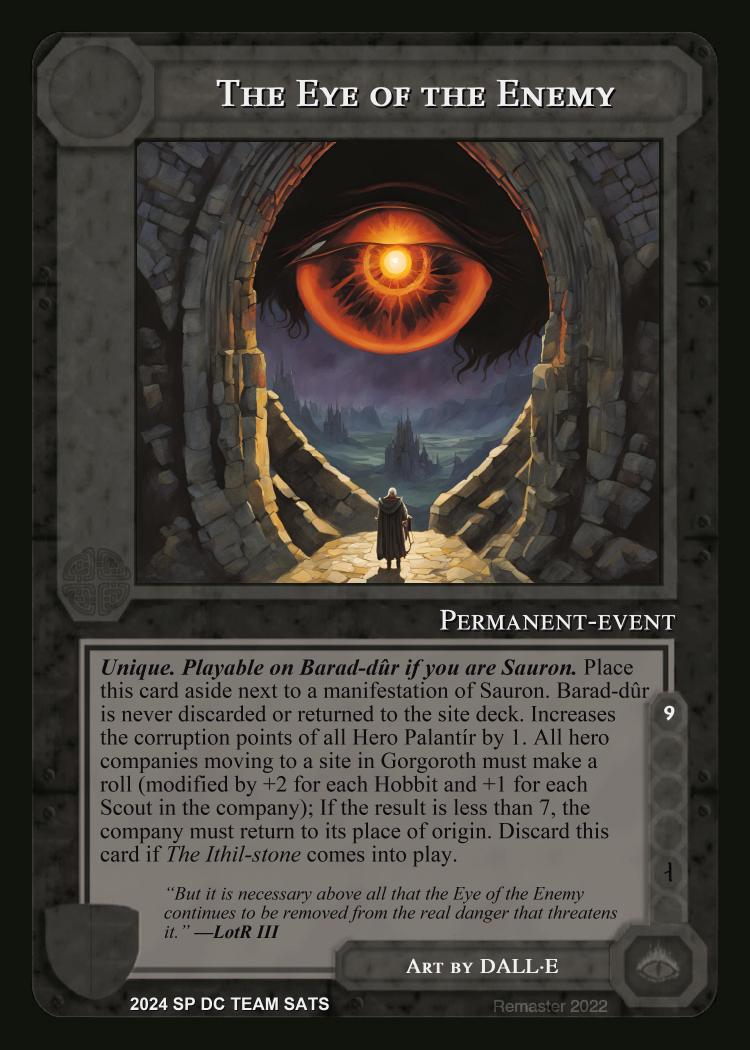 The Eye of the Enemy
Permanent-event
Unique. Playable on Barad-dûr if you are Sauron. Place
this card aside next to a manifestation of Sauron. Barad-dûr
is never discarded or returned to the site deck. Increases
the corruption points of all Hero Palantír by 1. All hero
companies moving to a site in Gorgoroth must make a
roll (modified by +2 for each Hobbit and +1 for each
Scout in the company); If the result is less than 7, the
company must return to its place of origin. Discard this
card if The Ithil-stone comes into play.
9
“But it is necessary above all that the Eye of the Enemy
continues to be removed from the real danger that threatens
it.” —LotR III
Art by DALL·E
2024 SP DC TEAM SATS
Remaster 2022